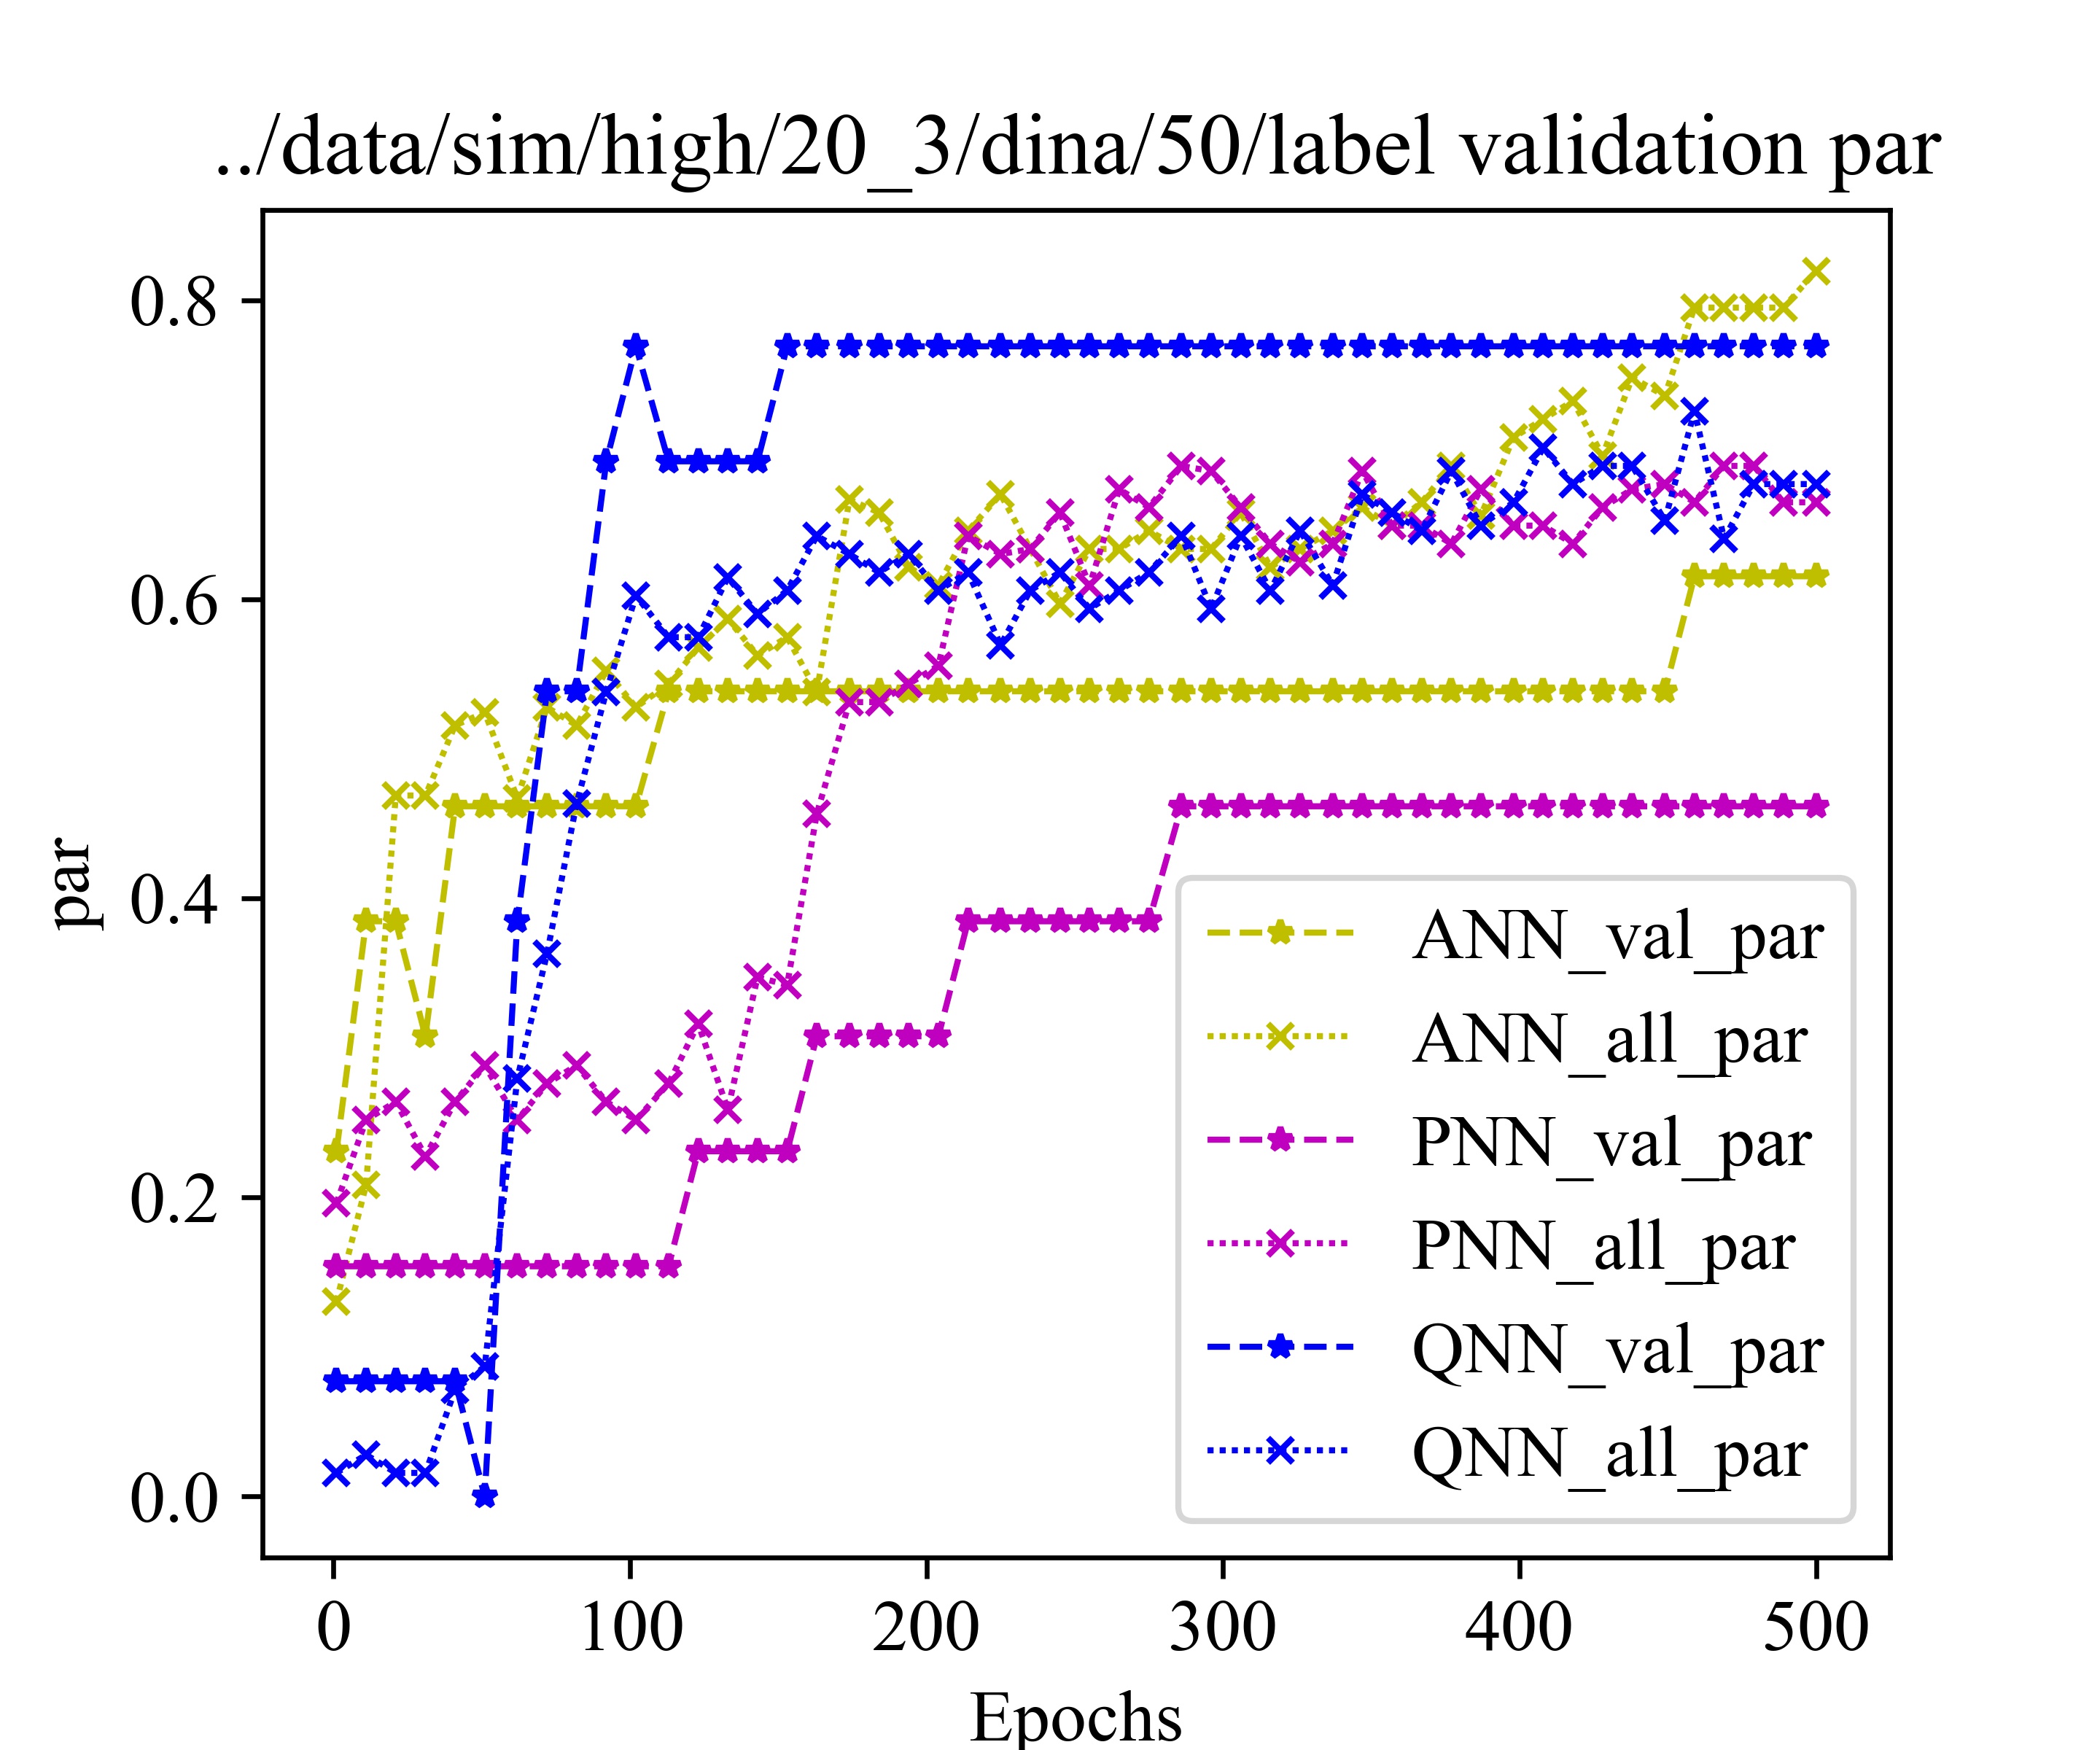 ../data/sim/high/20_3/dina/50/label validation par
0.8
0.6
0.4
0.2
0.0
par
ANN_val_par
ANN_all_par
PNN_val_par
PNN_all_par
QNN_val_par
QNN_all_par
0 100 200 300 400 500
Epochs